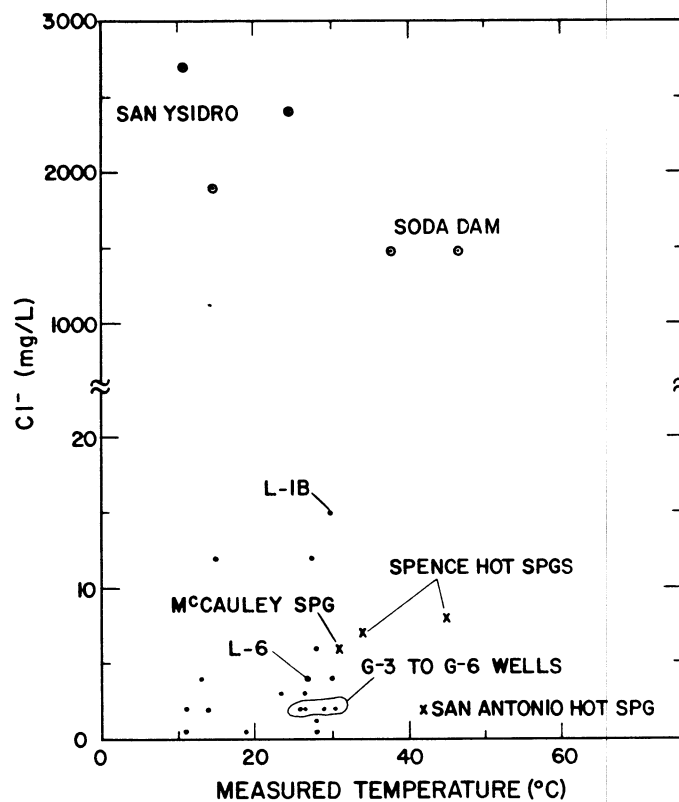 3000
SAN YSIDRO
2000
SODA DAM
1000
Cl⁻ (mg/L)
20
L-1B
SPENCE HOT SPGS
10
MCCAULEY SPG
L-6
G-3 TO G-6 WELLS
SAN ANTONIO HOT SPG
0
0 20 40 60
MEASURED TEMPERATURE (°C)